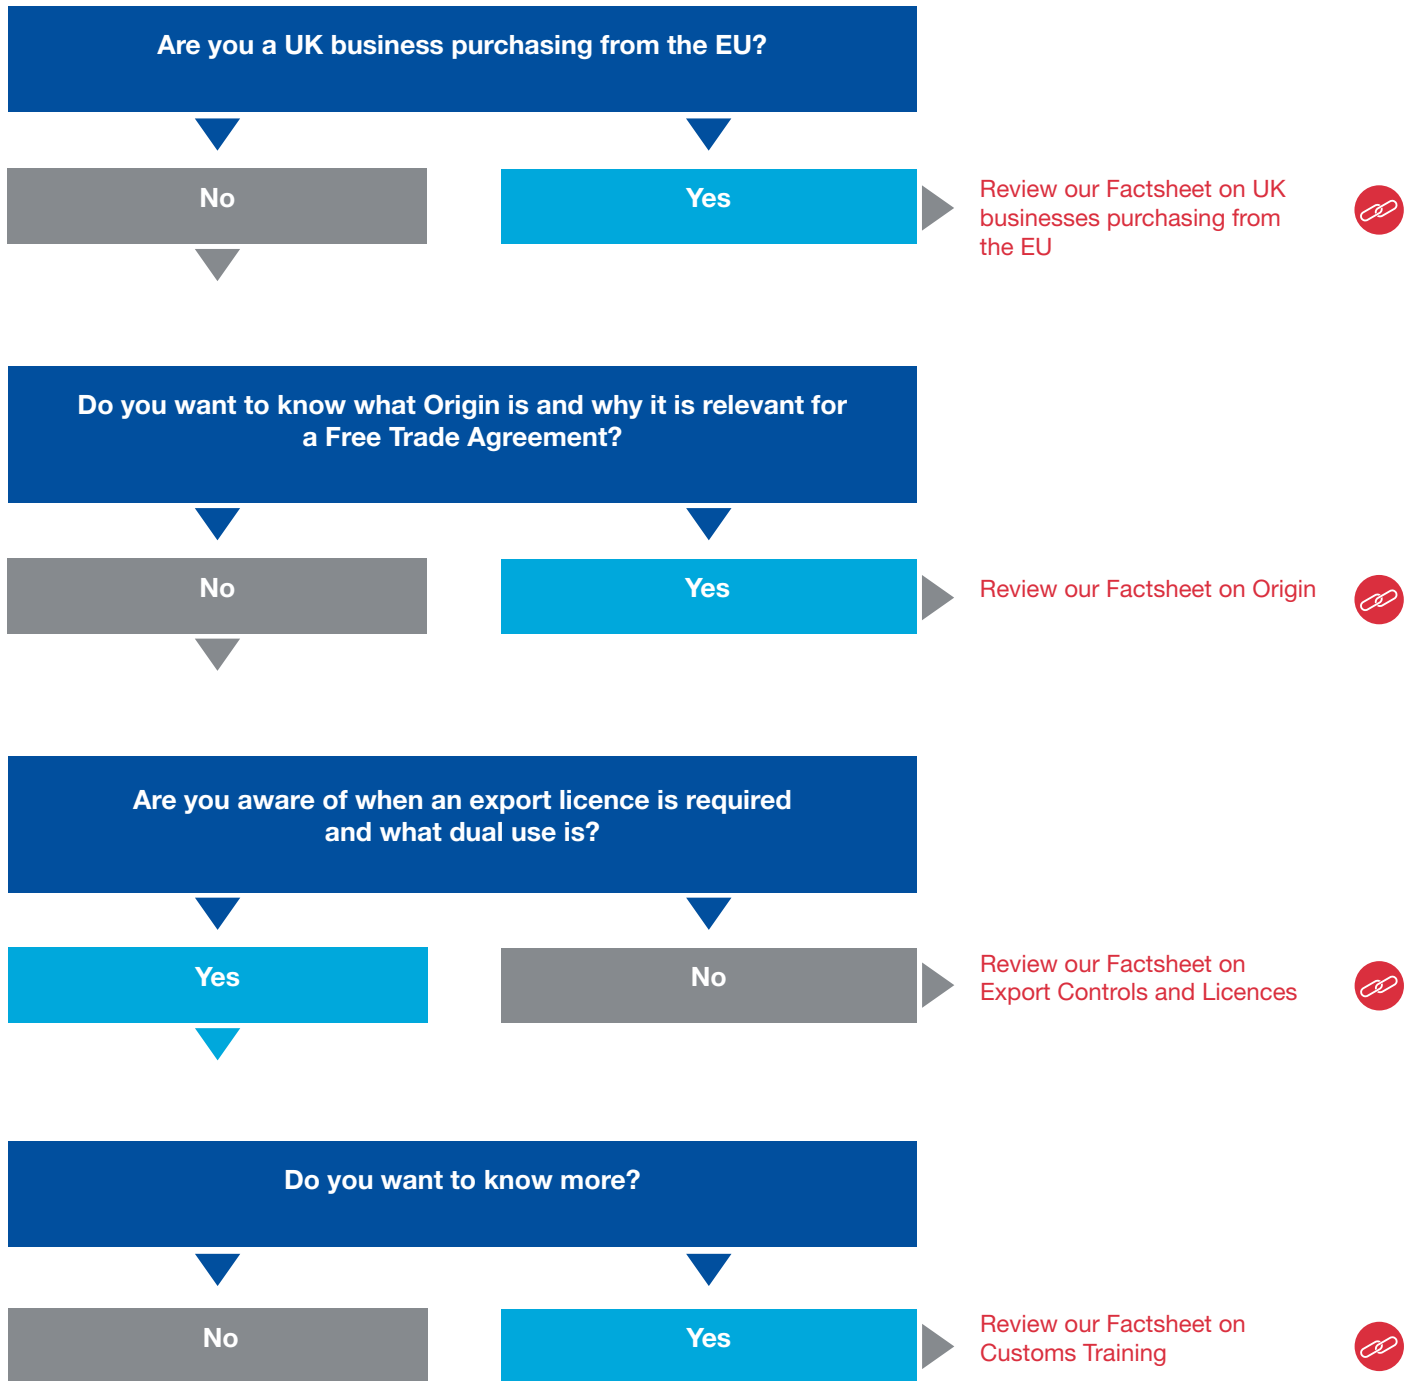 Are you a UK business purchasing from the EU?
No
Yes
Review our Factsheet on UK
businesses purchasing from
the EU
Do you want to know what Origin is and why it is relevant for
a Free Trade Agreement?
No
Yes
Review our Factsheet on Origin
Are you aware of when an export licence is required
and what dual use is?
Yes
No
Review our Factsheet on
Export Controls and Licences
Do you want to know more?
No
Yes
Review our Factsheet on
Customs Training